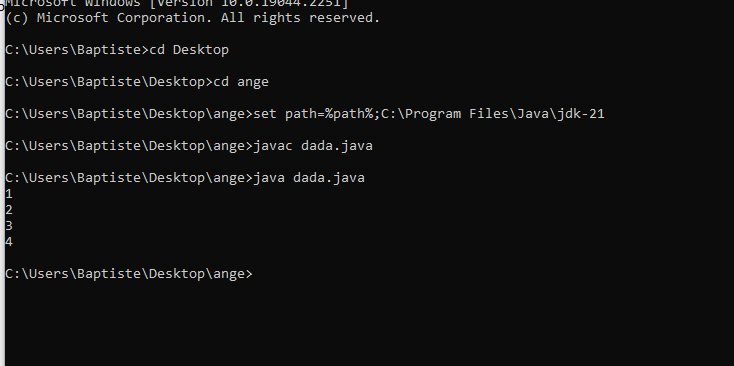 Microsoft Windows [Version 10.0.19044.2251]
(c) Microsoft Corporation. All rights reserved.
C:\Users\Baptiste>cd Desktop
C:\Users\Baptiste\Desktop>cd ange
C:\Users\Baptiste\Desktop\ange>set path=%path%;C:\Program Files\Java\jdk-21
C:\Users\Baptiste\Desktop\ange>javac dada.java
C:\Users\Baptiste\Desktop\ange>java dada.java
1
2
3
4
C:\Users\Baptiste\Desktop\ange>